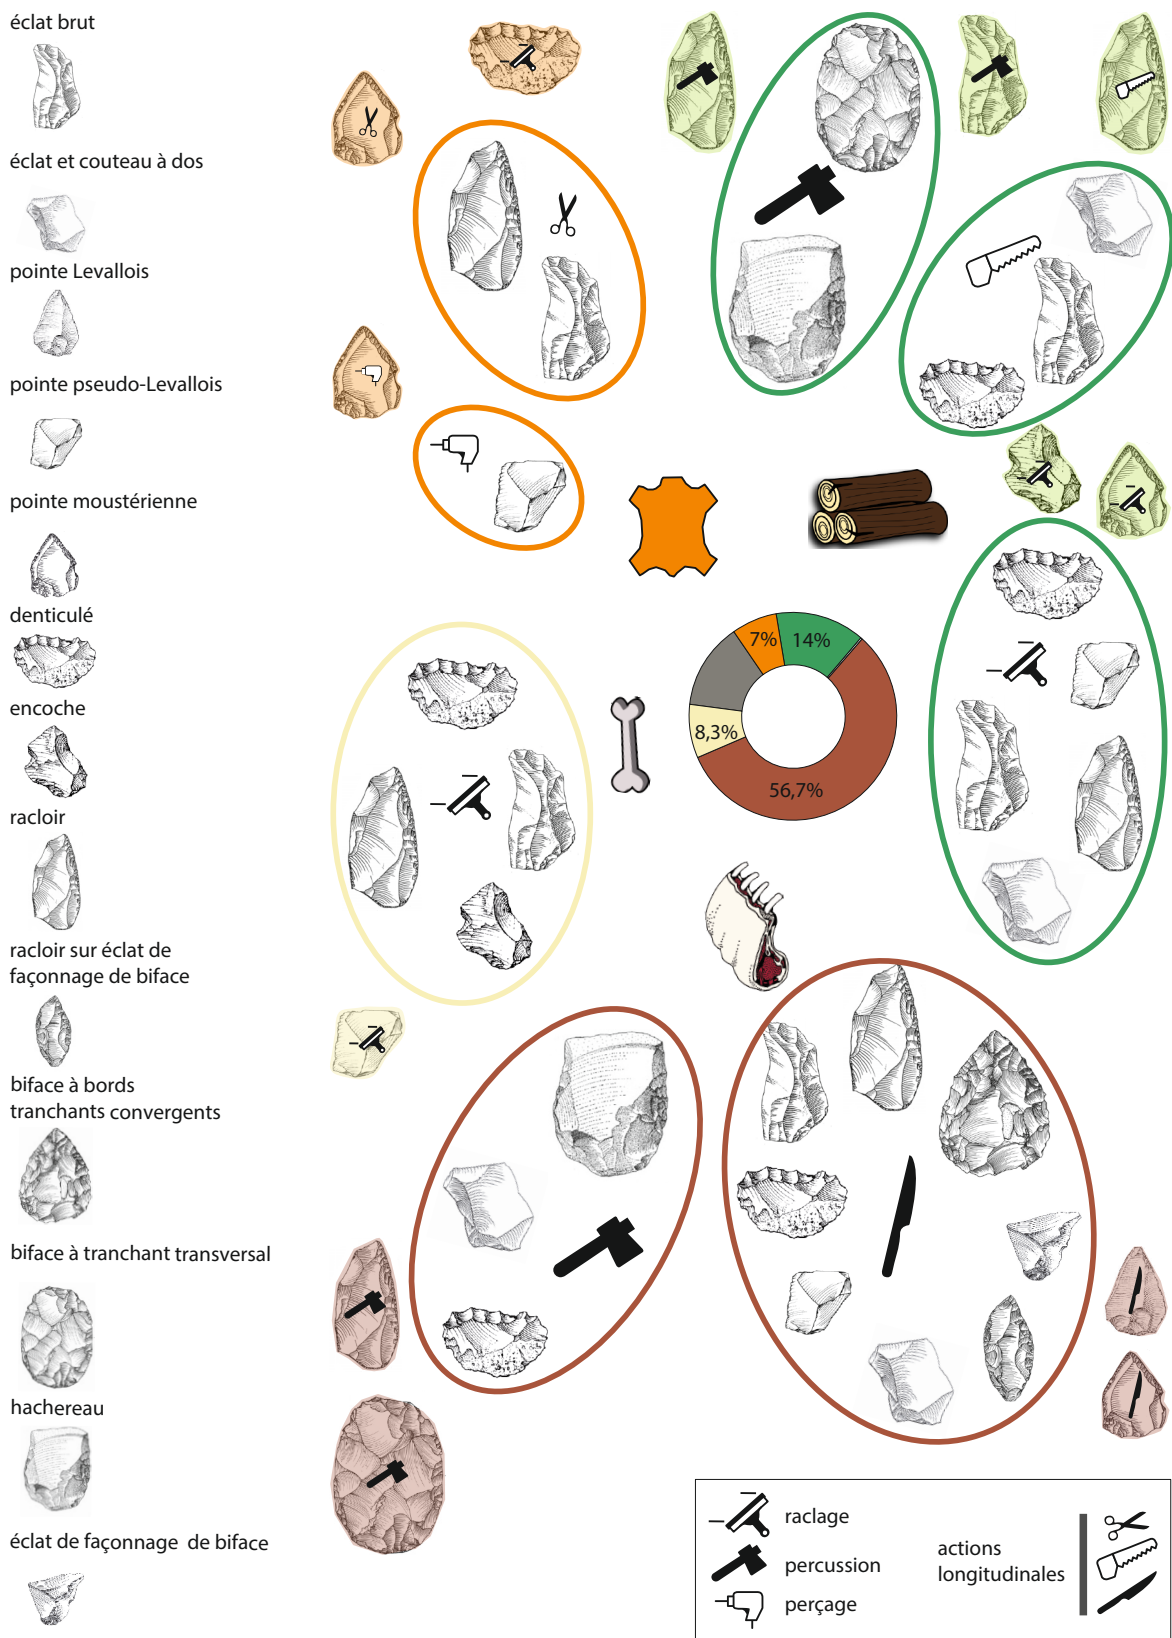 éclat brut
éclat et couteau à dos
pointe Levallois
pointe pseudo-Levallois
pointe moustérienne
denticulé
encoche
racloir
racloir sur éclat de
façonnage de biface
biface à bords
tranchants convergents
biface à tranchant transversal
hachereau
éclat de façonnage de biface
7%
14%
8,3%
56,7%
raclage
percussion
perçage
actions
longitudinales